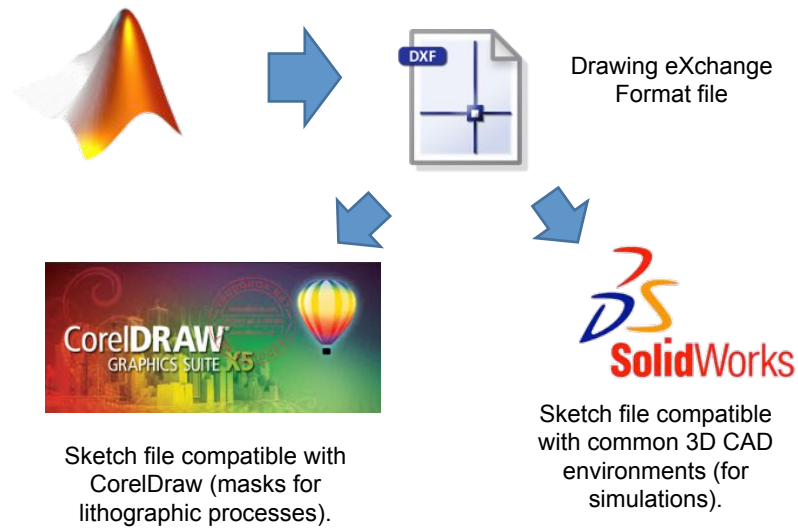 DXF
Drawing eXchange
Format file
CorelDRAW
GRAPHICS SUITE X5
SolidWorks
Sketch file compatible with
CorelDraw (masks for
lithographic processes).
Sketch file compatible
with common 3D CAD
environments (for
simulations).